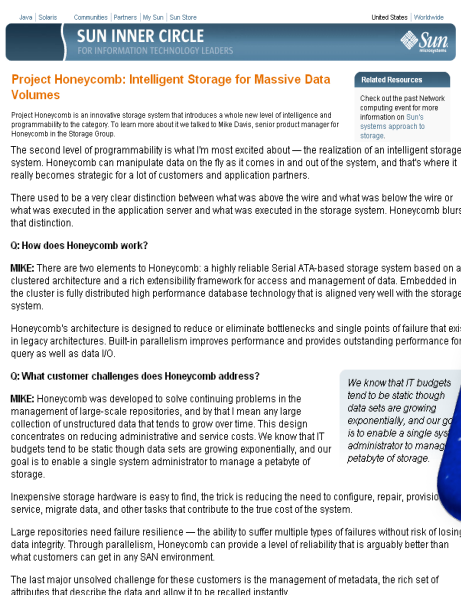 Java | Solaris Communities | Partners | My Sun | Sun Store United States | Worldwide
SUN INNER CIRCLE
FOR INFORMATION TECHNOLOGY LEADERS
Sun
microsystems
Project Honeycomb: Intelligent Storage for Massive Data
Volumes
Project Honeycomb is an innovative storage system that introduces a whole new level of intelligence and
programmability to the category. To learn more about it we talked to Mike Davis, senior product manager for
Honeycomb in the Storage Group.
Related Resources
Check out the past Network
computing event for more
information on Sun's
systems approach to
storage.
The second level of programmability is what I'm most excited about — the realization of an intelligent storage
system. Honeycomb can manipulate data on the fly as it comes in and out of the system, and that's where it
really becomes strategic for a lot of customers and application partners.
There used to be a very clear distinction between what was above the wire and what was below the wire or
what was executed in the application server and what was executed in the storage system. Honeycomb blurs
that distinction.
Q: How does Honeycomb work?
MIKE: There are two elements to Honeycomb: a highly reliable Serial ATA-based storage system based on a
clustered architecture and a rich extensibility framework for access and management of data. Embedded in
the cluster is fully distributed high performance database technology that is aligned very well with the storage
system.
Honeycomb's architecture is designed to reduce or eliminate bottlenecks and single points of failure that exis
in legacy architectures. Built-in parallelism improves performance and provides outstanding performance for
query as well as data I/O.
Q: What customer challenges does Honeycomb address?
MIKE: Honeycomb was developed to solve continuing problems in the
management of large-scale repositories, and by that I mean any large
collection of unstructured data that tends to grow over time. This design
concentrates on reducing administrative and service costs. We know that IT
budgets tend to be static though data sets are growing exponentially, and our
goal is to enable a single system administrator to manage a petabyte of
storage.
We know that IT budgets
tend to be static though
data sets are growing
exponentially, and our go
is to enable a single syst
administrator to manag
petabyte of storage.
Inexpensive storage hardware is easy to find, the trick is reducing the need to configure, repair, provisio
service, migrate data, and other tasks that contribute to the true cost of the system.
Large repositories need failure resilience — the ability to suffer multiple types of failures without risk of losing
data integrity. Through parallelism, Honeycomb can provide a level of reliability that is arguably better than
what customers can get in any SAN environment.
The last major unsolved challenge for these customers is the management of metadata, the rich set of
attributes that describe the data and allow it to be recalled instantly.